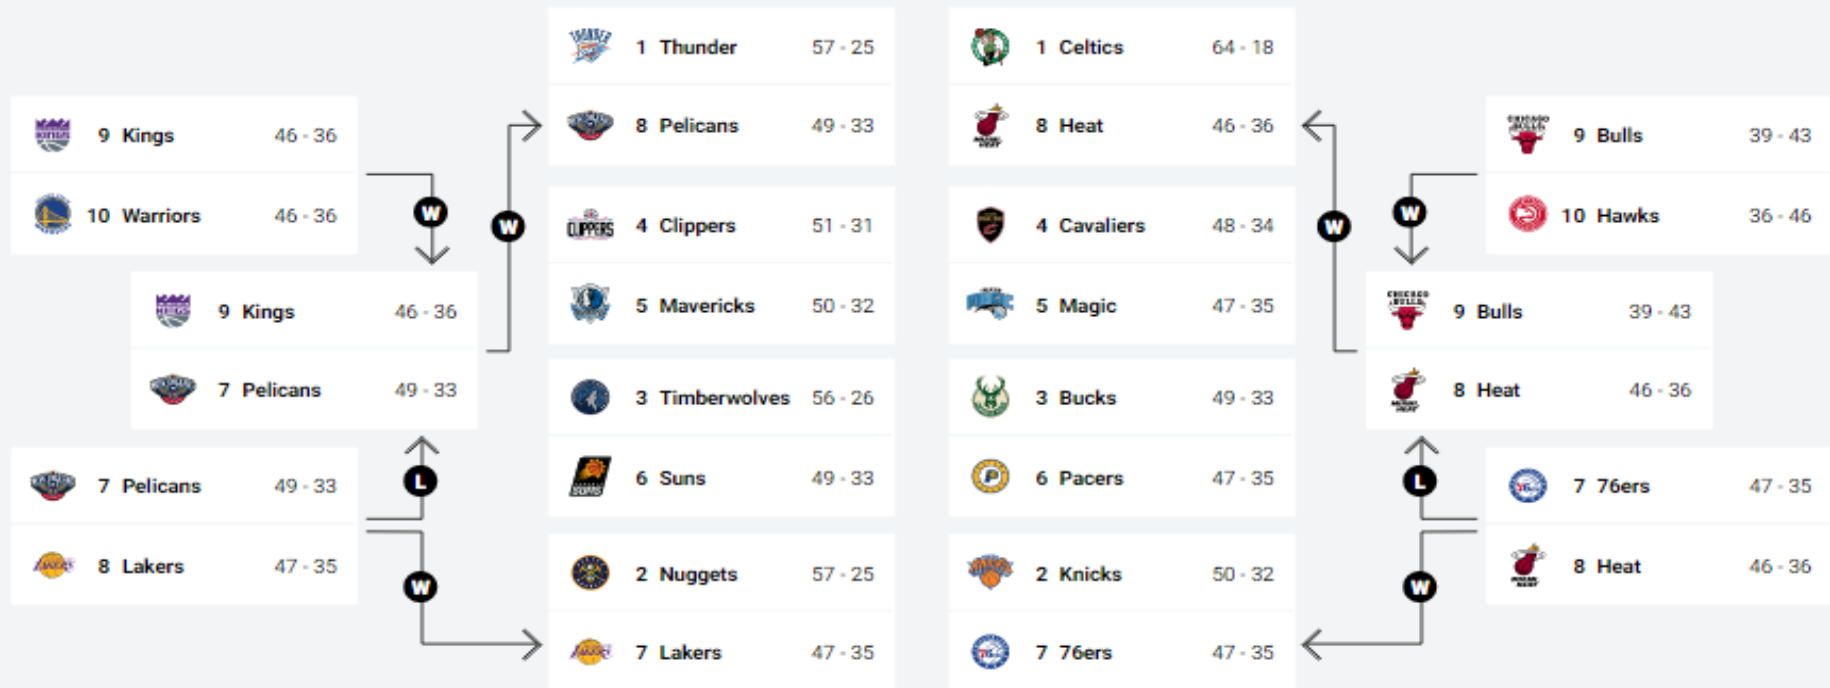 9 Kings 46 - 36
10 Warriors 46 - 36
W
9 Kings 46 - 36
7 Pelicans 49 - 33
L
7 Pelicans 49 - 33
8 Lakers 47 - 35
W
W
1 Thunder 57 - 25
8 Pelicans 49 - 33
4 Clippers 51 - 31
5 Mavericks 50 - 32
3 Timberwolves 56 - 26
6 Suns 49 - 33
2 Nuggets 57 - 25
7 Lakers 47 - 35
1 Celtics 64 - 18
8 Heat 46 - 36
4 Cavaliers 48 - 34
5 Magic 47 - 35
3 Bucks 49 - 33
6 Pacers 47 - 35
2 Knicks 50 - 32
7 76ers 47 - 35
W
9 Bulls 39 - 43
10 Hawks 36 - 46
W
9 Bulls 39 - 43
8 Heat 46 - 36
L
7 76ers 47 - 35
8 Heat 46 - 36
W